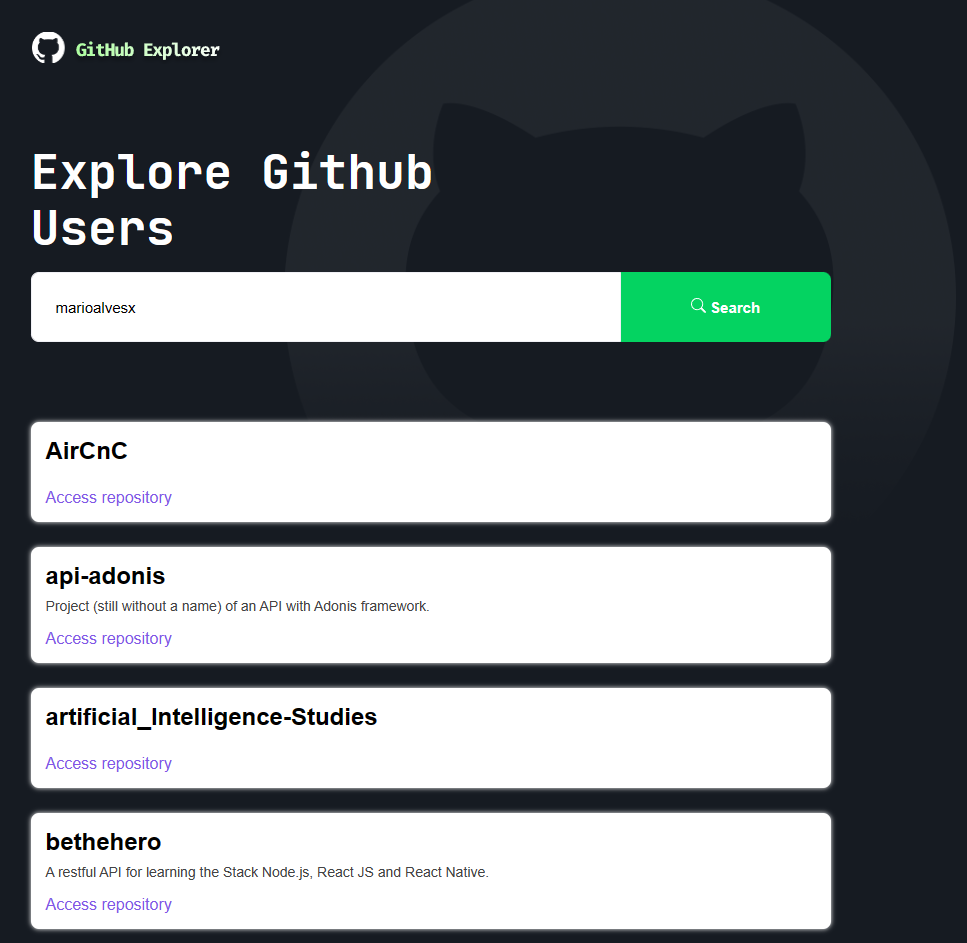 GitHub Explorer
Explore Github
Users
marioalvesx
Search
AirCnC
Access repository
api-adonis
Project (still without a name) of an API with Adonis framework.
Access repository
artificial_Intelligence-Studies
Access repository
bethehero
A restful API for learning the Stack Node.js, React JS and React Native.
Access repository